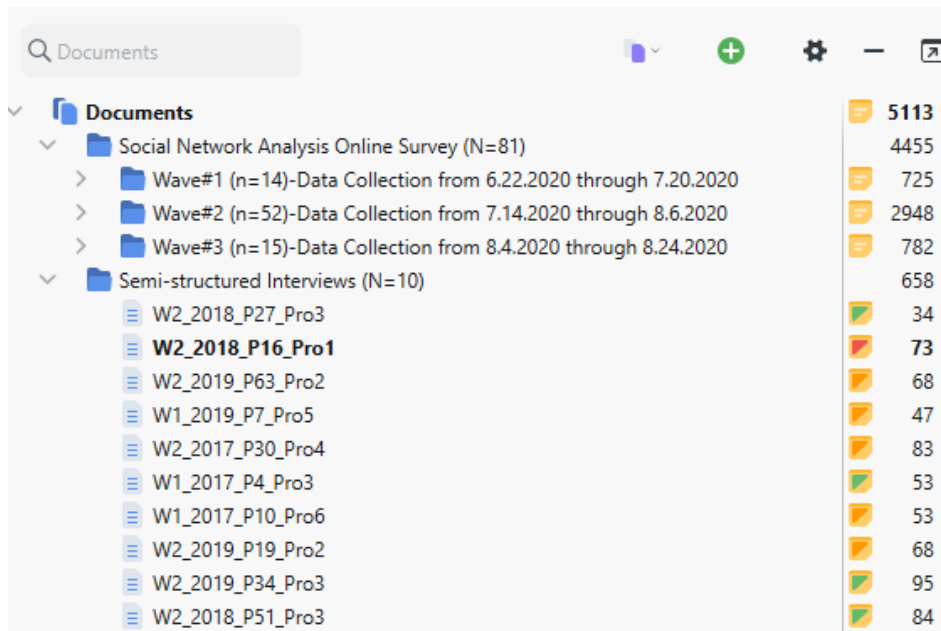 Documents
Documents 5113
Social Network Analysis Online Survey (N=81) 4455
Wave#1 (n=14)-Data Collection from 6.22.2020 through 7.20.2020 725
Wave#2 (n=52)-Data Collection from 7.14.2020 through 8.6.2020 2948
Wave#3 (n=15)-Data Collection from 8.4.2020 through 8.24.2020 782
Semi-structured Interviews (N=10) 658
W2_2018_P27_Pro3 34
W2_2018_P16_Pro1 73
W2_2019_P63_Pro2 68
W1_2019_P7_Pro5 47
W2_2017_P30_Pro4 83
W1_2017_P4_Pro3 53
W1_2017_P10_Pro6 53
W2_2019_P19_Pro2 68
W2_2019_P34_Pro3 95
W2_2018_P51_Pro3 84